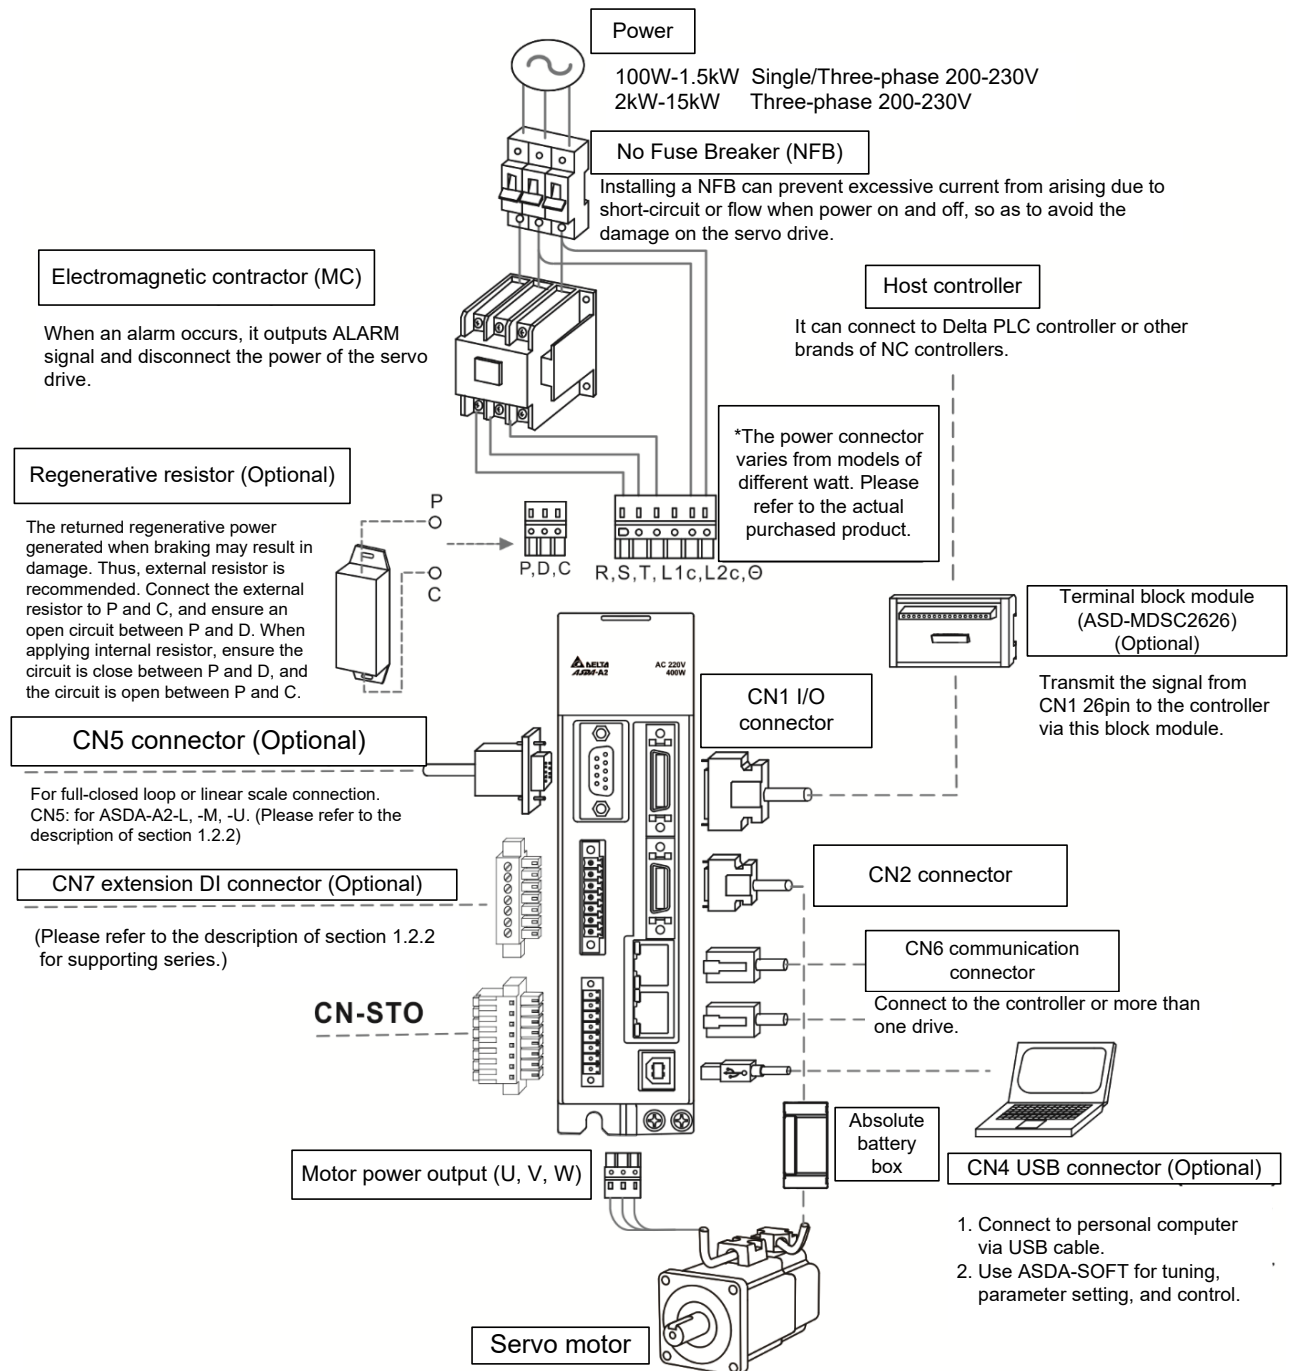 Power
100W-1.5kW Single/Three-phase 200-230V
2kW-15kW Three-phase 200-230V
No Fuse Breaker (NFB)
Installing a NFB can prevent excessive current from arising due to
short-circuit or flow when power on and off, so as to avoid the
damage on the servo drive.
Electromagnetic contractor (MC)
When an alarm occurs, it outputs ALARM
signal and disconnect the power of the servo
drive.
Host controller
It can connect to Delta PLC controller or other
brands of NC controllers.
*The power connector
varies from models of
different watt. Please
refer to the actual
purchased product.
Regenerative resistor (Optional)
The returned regenerative power
generated when braking may result in
damage. Thus, external resistor is
recommended. Connect the external
resistor to P and C, and ensure an
open circuit between P and D. When
applying internal resistor, ensure the
circuit is close between P and D, and
the circuit is open between P and C.
P
C
P,D,C
R,S,T,L1c,L2c,Θ
Terminal block module
(ASD-MDSC2626)
(Optional)
Transmit the signal from
CN1 26pin to the controller
via this block module.
DELTA
ASDA-A2
AC 220V
400W
CN1 I/O
connector
CN5 connector (Optional)
For full-closed loop or linear scale connection.
CN5: for ASDA-A2-L, -M, -U. (Please refer to the
description of section 1.2.2)
CN7 extension DI connector (Optional)
(Please refer to the description of section 1.2.2
for supporting series.)
CN2 connector
CN6 communication
connector
Connect to the controller or more than
one drive.
CN-STO
Absolute
battery
box
CN4 USB connector (Optional)
1. Connect to personal computer
via USB cable.
2. Use ASDA-SOFT for tuning,
parameter setting, and control.
Motor power output (U, V, W)
Servo motor